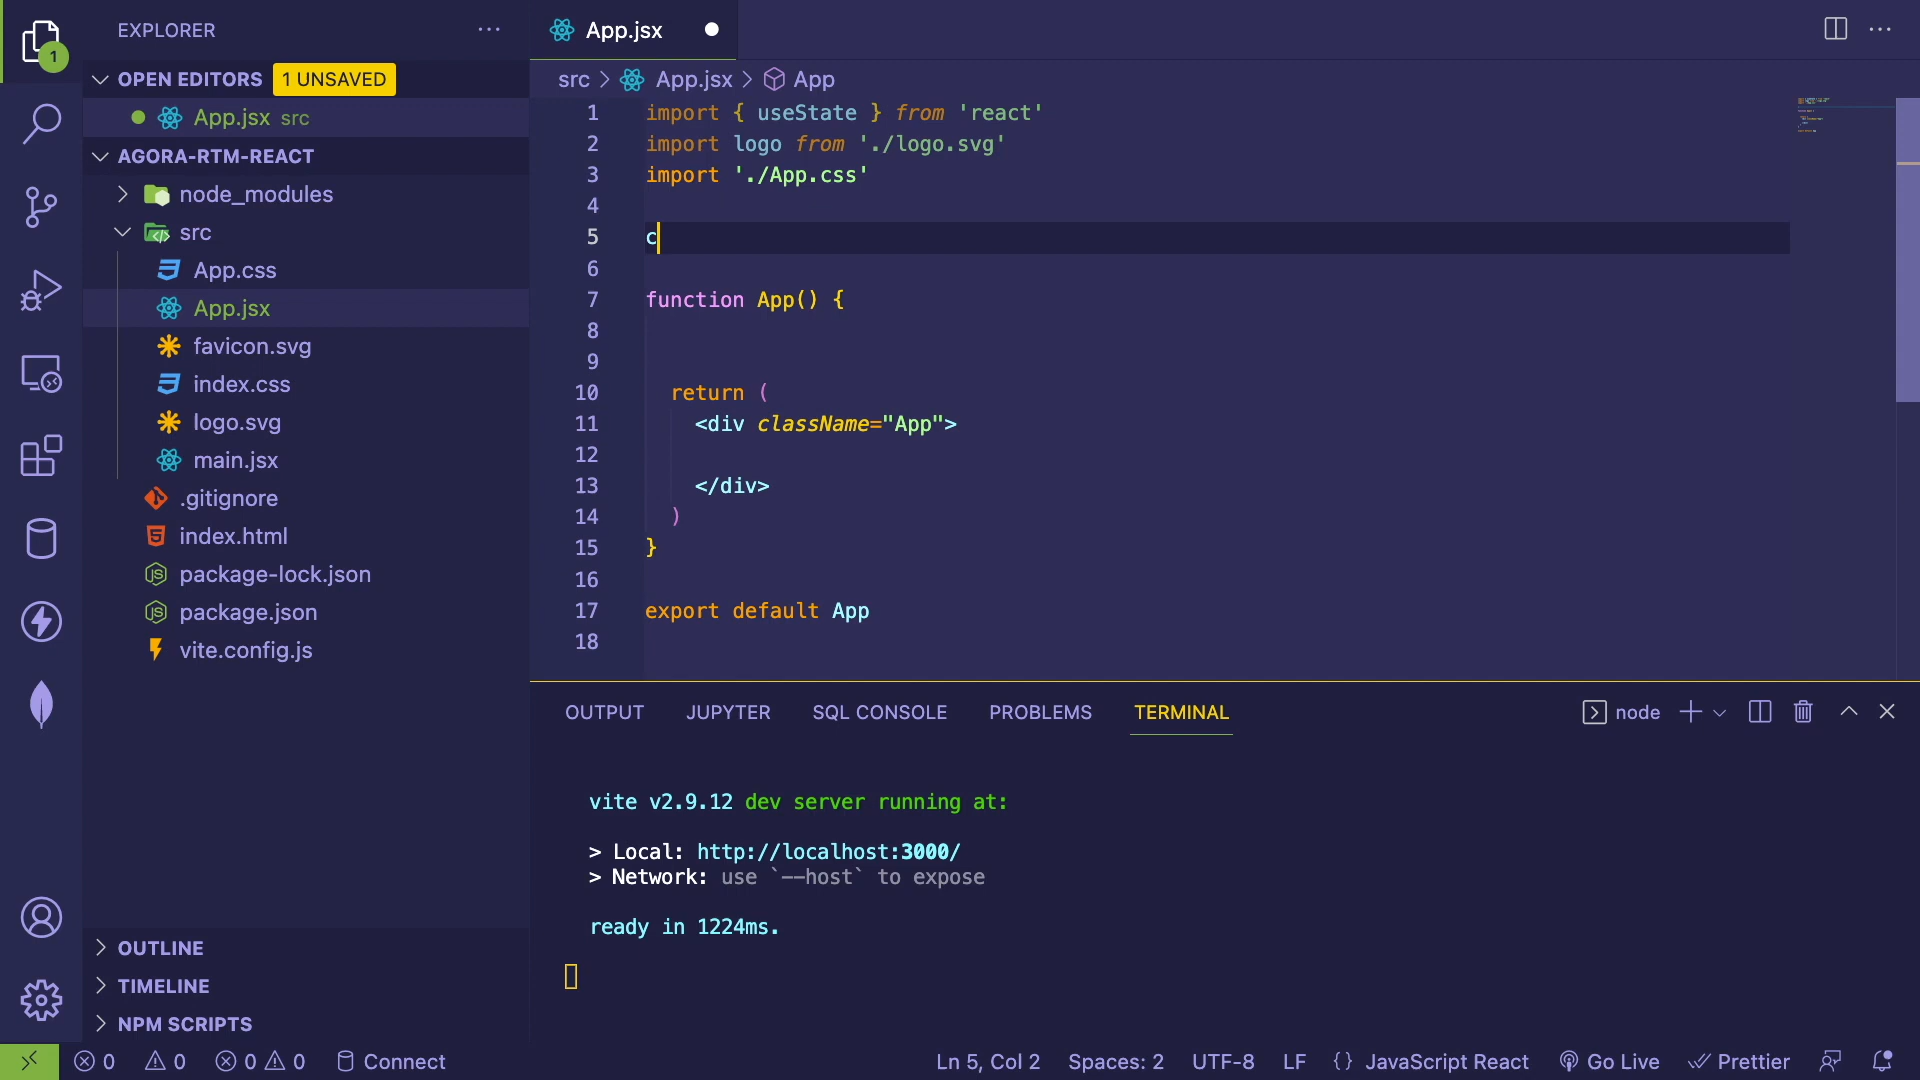 EXPLORER
1
OPEN EDITORS 1 UNSAVED
App.jsx src
AGORA-RTM-REACT
node_modules
src
App.css
App.jsx
favicon.svg
index.css
logo.svg
main.jsx
.gitignore
index.html
package-lock.json
package.json
vite.config.js
OUTLINE
TIMELINE
NPM SCRIPTS
App.jsx
src > App.jsx > App
1 import { useState } from 'react'
2 import logo from './logo.svg'
3 import './App.css'
4
5 c
6
7 function App() {
8
9
10 return (
11 <div className="App">
12
13 </div>
14 )
15 }
16
17 export default App
18
OUTPUT JUPYTER SQL CONSOLE PROBLEMS TERMINAL node
vite v2.9.12 dev server running at:
> Local: http://localhost:3000/
> Network: use `--host` to expose
ready in 1224ms.
0 0 0 0 Connect Ln 5, Col 2 Spaces: 2 UTF-8 LF {} JavaScript React Go Live Prettier